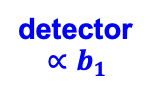 detector
∝ b₁